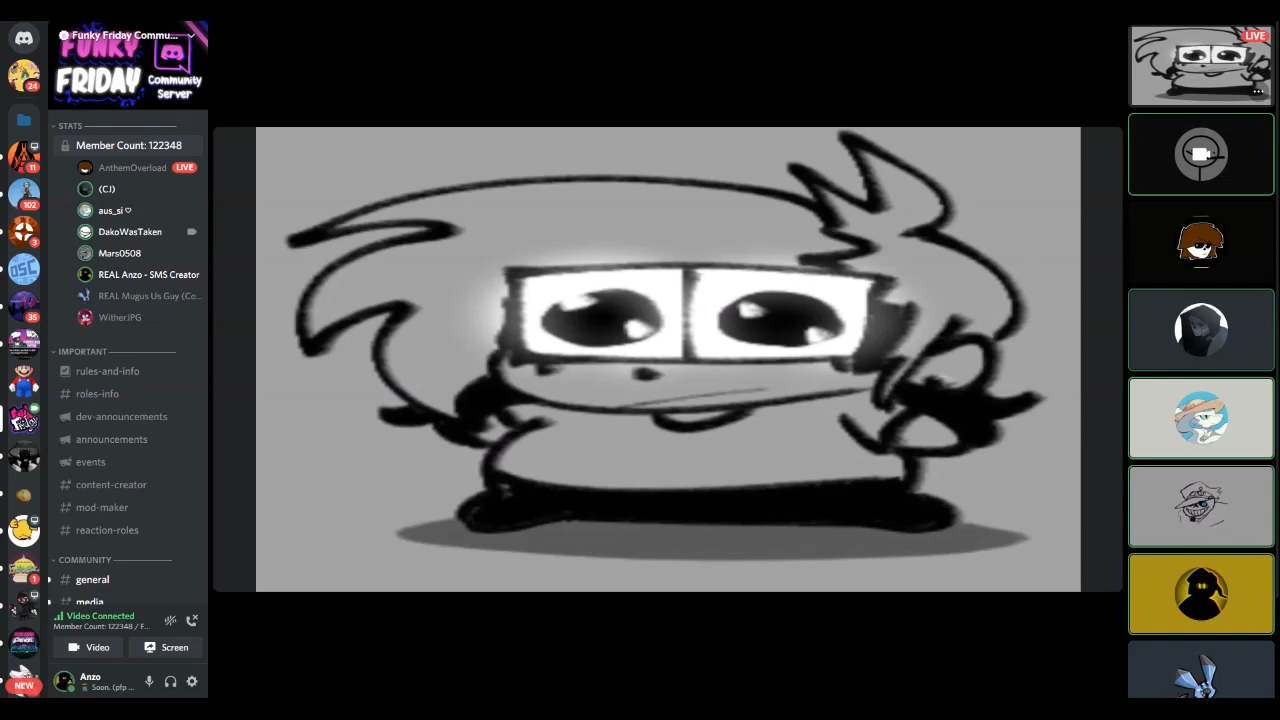 Funky Friday Commu...
FUNKY
FRIDAY
Community
Server
24
11
102
3
35
1
NEW
STATS
Member Count: 122348
AnthemOverload LIVE
(CJ)
aus_si ♡
DakoWasTaken
Mars0508
REAL Anzo - SMS Creator
REAL Mugus Us Guy (Co...
WitherJPG
IMPORTANT
rules-and-info
# roles-info
dev-announcements
announcements
events
content-creator
mod-maker
# reaction-roles
COMMUNITY
# general
# media
Video Connected
Member Count: 122348 / F...
Video
Screen
Anzo
Soon. (pfp ...
LIVE
DSC